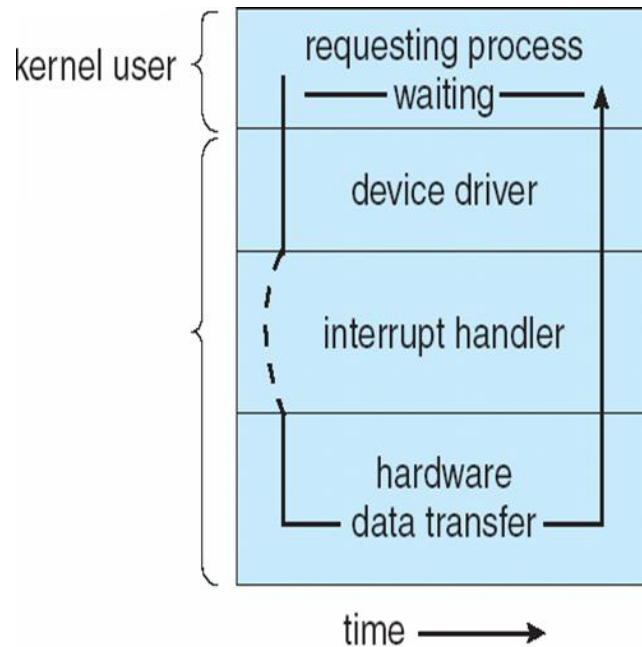 requesting process
kernel user
waiting
device driver
interrupt handler
hardware
data transfer
time